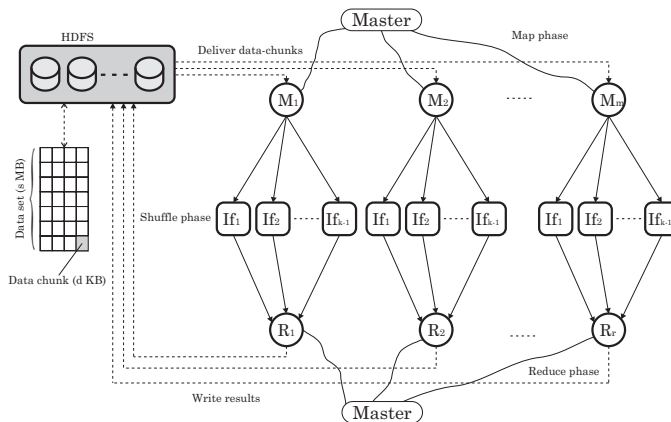 Master
HDFS
Deliver data-chunks
Map phase
M1 M2 ..... Mm
Data set (s MB)
Shuffle phase
If1 If2 ..... Ifk-1 If1 If2 ..... Ifk-1 If1 If2 ..... Ifk-1
Data chunk (d KB)
R1 R2 ..... Rr
Reduce phase
Write results
Master